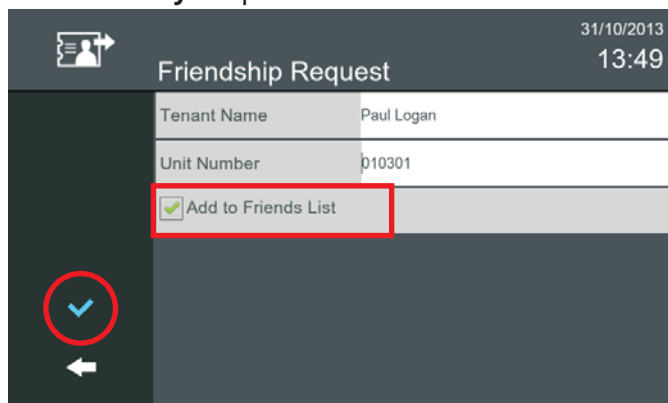 31/10/2013
13:49
Friendship Request
Tenant Name Paul Logan
Unit Number 010301
Add to Friends List